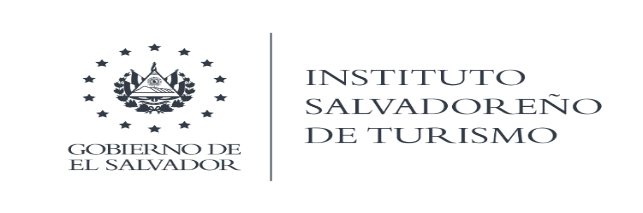 GOBIERNO DE
EL SALVADOR
INSTITUTO
SALVADOREÑO
DE TURISMO